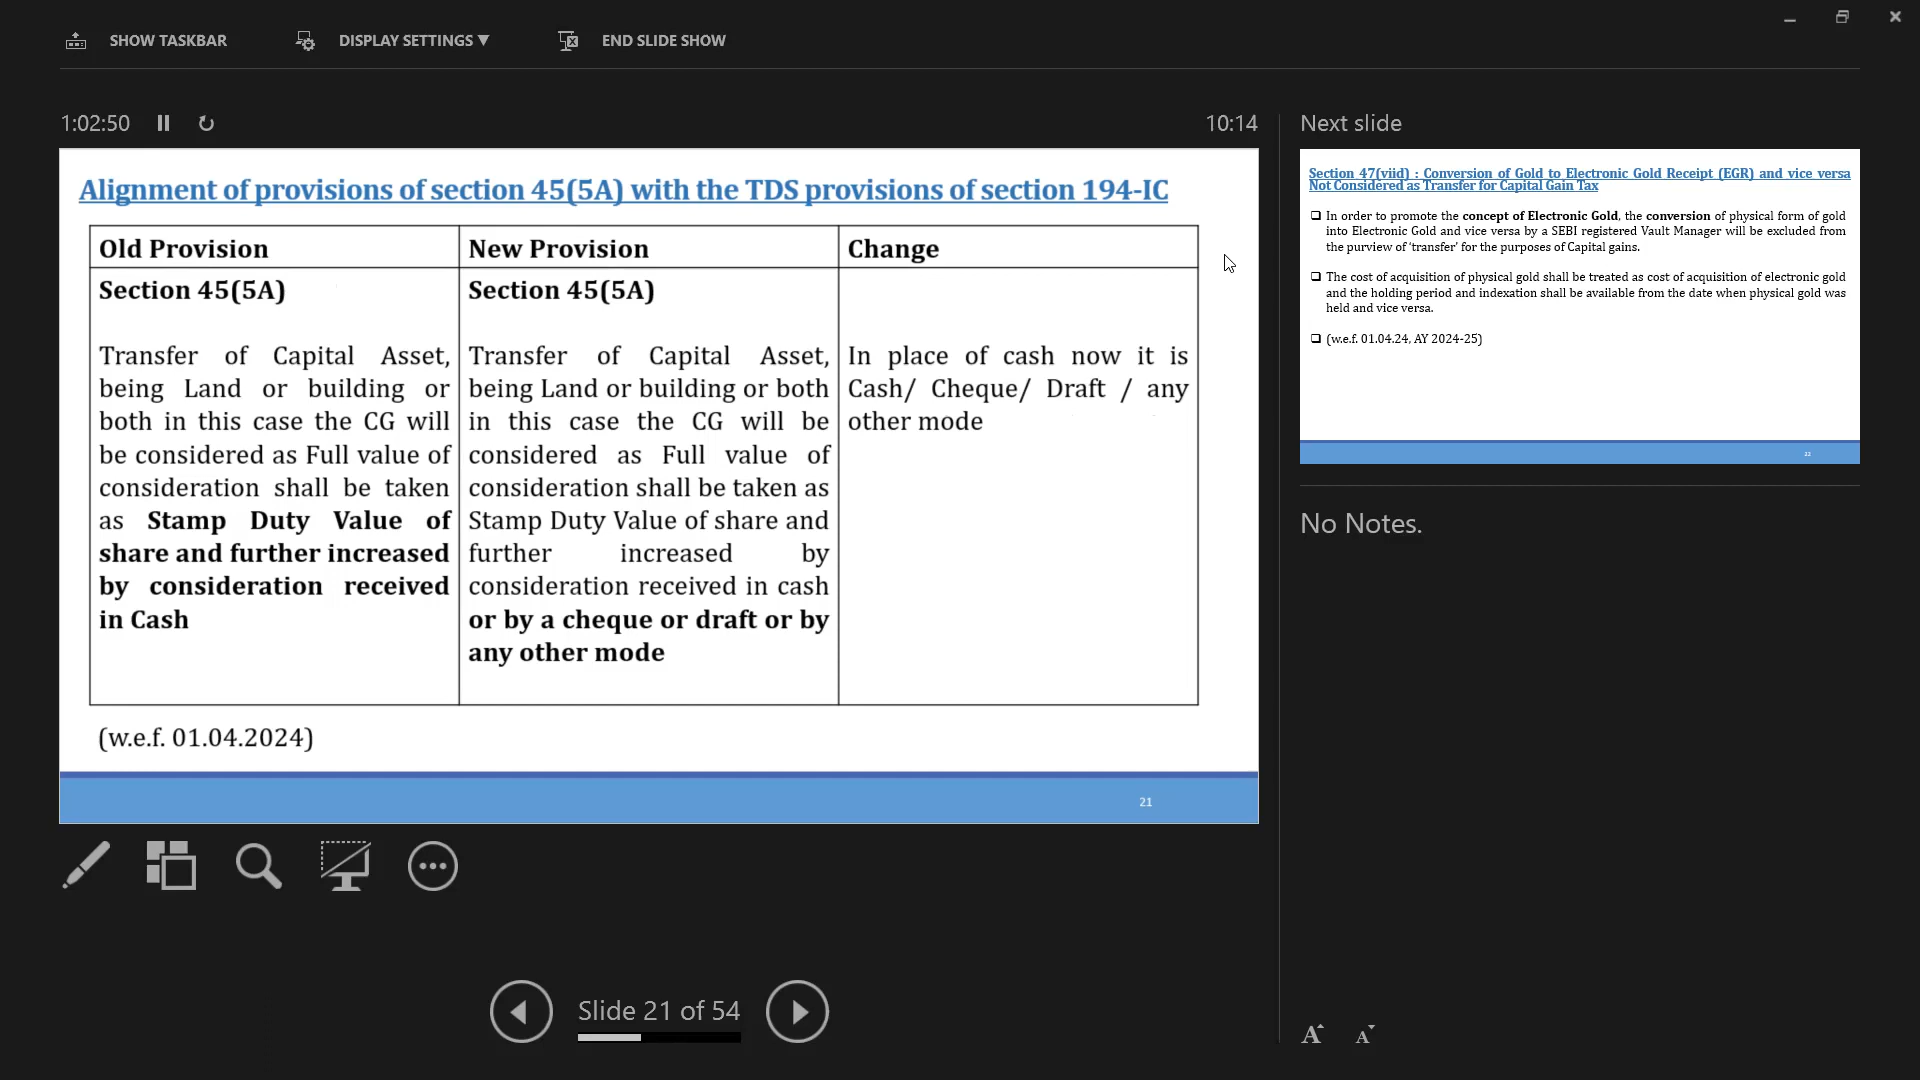 SHOW TASKBAR
DISPLAY SETTINGS ▼
END SLIDE SHOW
1:02:50
10:14
Alignment of provisions of section 45(5A) with the TDS provisions of section 194-IC
Old Provision
New Provision
Change
Section 45(5A)
Transfer of Capital Asset,
being Land or building or
both in this case the CG will
be considered as Full value of
consideration shall be taken
as Stamp Duty Value of
share and further increased
by consideration received
in Cash
Section 45(5A)
Transfer of Capital Asset,
being Land or building or both
in this case the CG will be
considered as Full value of
consideration shall be taken as
Stamp Duty Value of share and
further increased by
consideration received in cash
or by a cheque or draft or by
any other mode
In place of cash now it is
Cash/ Cheque/ Draft / any
other mode
(w.e.f. 01.04.2024)
21
Slide 21 of 54
Next slide
Section 47(viid) : Conversion of Gold to Electronic Gold Receipt (EGR) and vice versa
Not Considered as Transfer for Capital Gain Tax
In order to promote the concept of Electronic Gold, the conversion of physical form of gold
into Electronic Gold and vice versa by a SEBI registered Vault Manager will be excluded from
the purview of ‘transfer’ for the purposes of Capital gains.
The cost of acquisition of physical gold shall be treated as cost of acquisition of electronic gold
and the holding period and indexation shall be available from the date when physical gold was
held and vice versa.
(w.e.f. 01.04.24, AY 2024-25)
22
No Notes.
A A